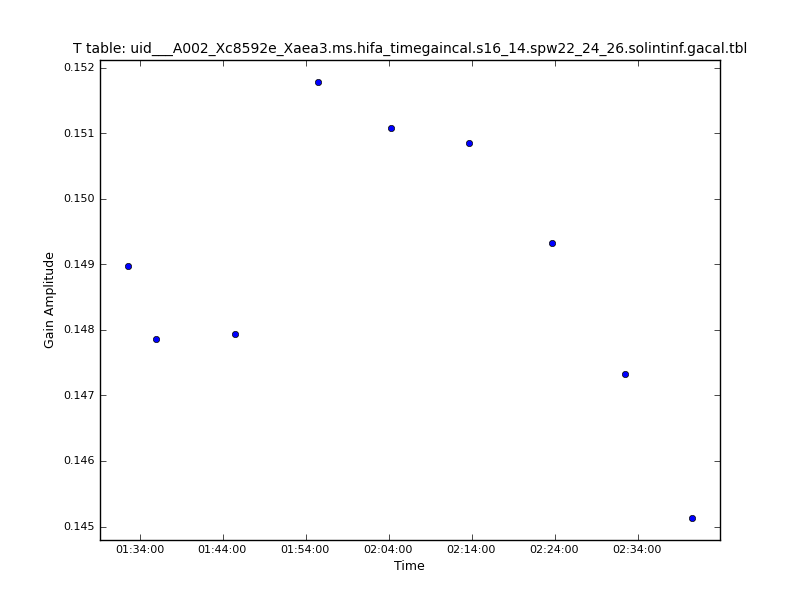 T table: uid___A002_Xc8592e_Xaea3.ms.hifa_timegaincal.s16_14.spw22_24_26.solintinf.gacal.tbl
0.152
0.151
0.150
0.149
0.148
0.147
0.146
0.145
Gain Amplitude
01:34:00 01:44:00 01:54:00 02:04:00 02:14:00 02:24:00 02:34:00
Time